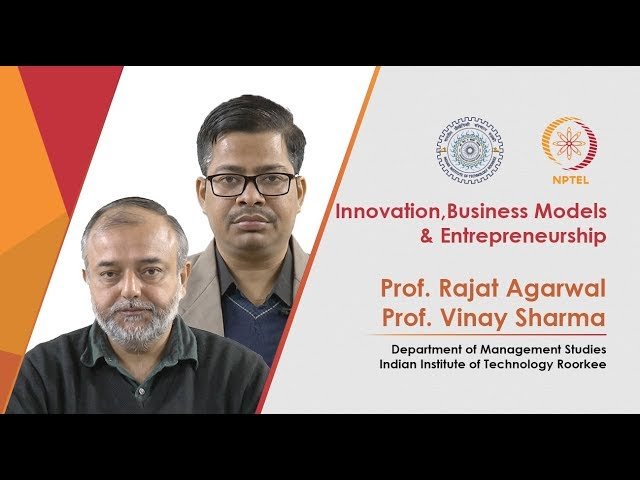 NPTEL
Innovation,Business Models
& Entrepreneurship
Prof. Rajat Agarwal
Prof. Vinay Sharma
Department of Management Studies
Indian Institute of Technology Roorkee